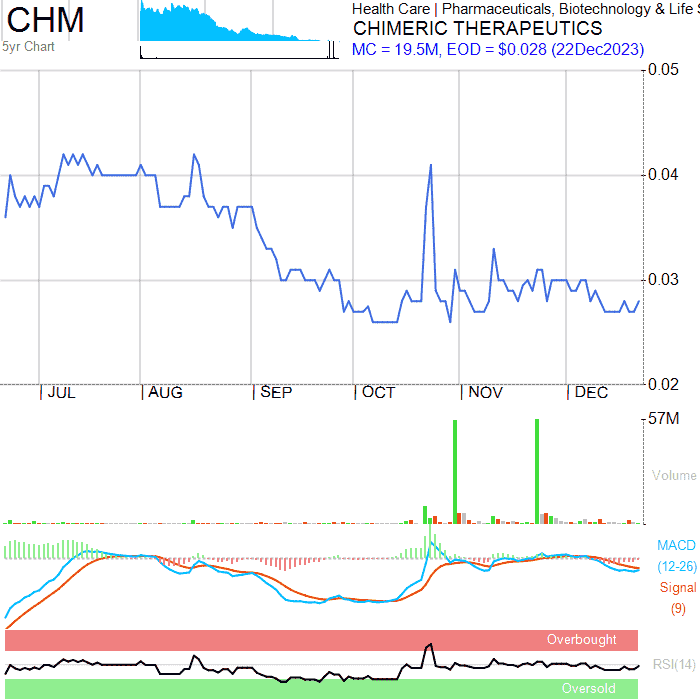 CHM
5yr Chart
Health Care | Pharmaceuticals, Biotechnology & Life S
CHIMERIC THERAPEUTICS
MC = 19.5M, EOD = $0.028 (22Dec2023)
0.05
0.04
0.03
0.02
JUL AUG SEP OCT NOV DEC
57M
Volume
MACD
(12-26)
Signal
(9)
Overbought
RSI(14)
Oversold